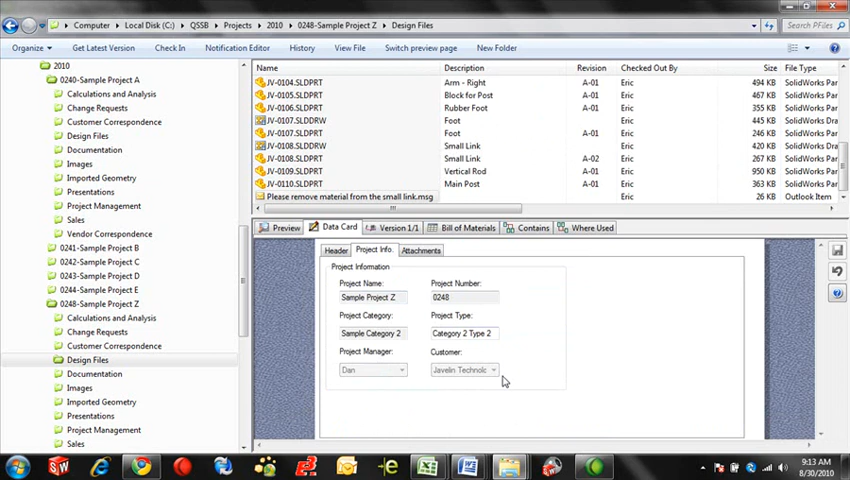 Computer ▸ Local Disk (C:) ▸ QSSB ▸ Projects ▸ 2010 ▸ 0248-Sample Project Z ▸ Design Files
Search PFiles
Organize Get Latest Version Check In Notification Editor History View File Switch preview page New Folder
2010
0240-Sample Project A
Calculations and Analysis
Change Requests
Customer Correspondence
Design Files
Documentation
Images
Imported Geometry
Presentations
Project Management
Sales
Vendor Correspondence
0241-Sample Project B
0242-Sample Project C
0243-Sample Project D
0244-Sample Project E
0248-Sample Project Z
Calculations and Analysis
Change Requests
Customer Correspondence
Design Files
Documentation
Images
Imported Geometry
Presentations
Project Management
Sales
Name Description Revision Checked Out By Size File Type
JV-0104.SLDPRT Arm - Right A-01 Eric 494 KB SolidWorks Par
JV-0105.SLDPRT Block for Post A-01 Eric 467 KB SolidWorks Par
JV-0106.SLDPRT Rubber Foot A-01 Eric 355 KB SolidWorks Par
JV-0107.SLDDRW Foot Eric 445 KB SolidWorks Dra
JV-0107.SLDPRT Foot A-01 Eric 246 KB SolidWorks Par
JV-0108.SLDDRW Small Link Eric 362 KB SolidWorks Dra
JV-0108.SLDPRT Small Link A-02 Eric 267 KB SolidWorks Par
JV-0109.SLDPRT Vertical Rod A-01 Eric 950 KB SolidWorks Par
JV-0110.SLDPRT Main Post A-01 Eric 363 KB SolidWorks Par
Please remove material from the small link.msg Eric 26 KB Outlook Item
Preview Data Card Version 1/1 Bill of Materials Contains Where Used
Header Project Info. Attachments
Project Information
Project Name: Project Number:
Sample Project Z 0248
Project Category: Project Type:
Sample Category 2 Category 2 Type 2
Project Manager: Customer:
Dan Javelin Technolc
9:13 AM
8/30/2010